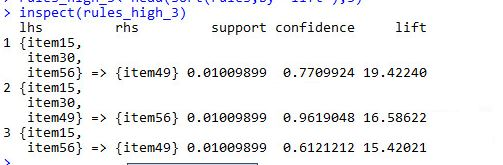 > rules_high_3<-head(sort(rules,by="lift"),3)
> inspect(rules_high_3)
lhs rhs support confidence lift
1 {item15,
item30,
item56} => {item49} 0.01009899 0.7709924 19.42240
2 {item15,
item30,
item49} => {item56} 0.01009899 0.9619048 16.58622
3 {item15,
item56} => {item49} 0.01009899 0.6121212 15.42021
>